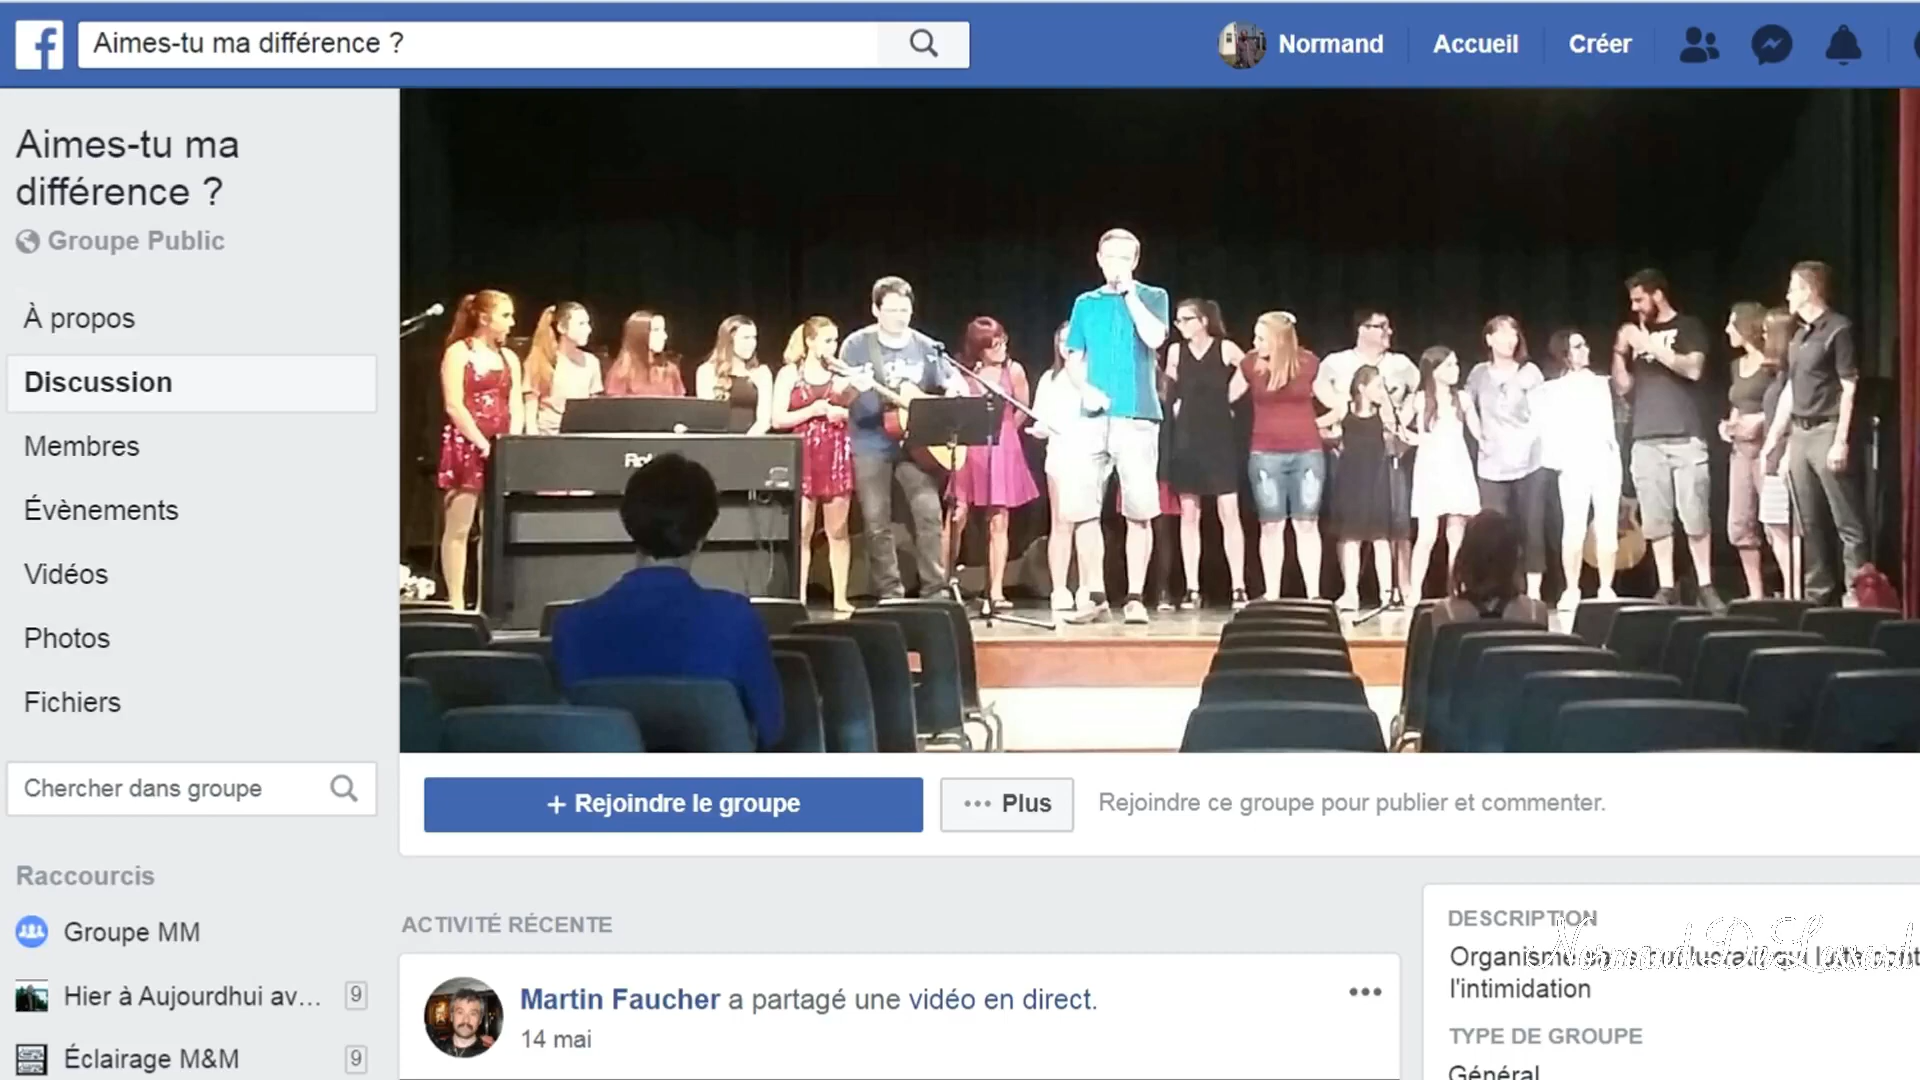 Aimes-tu ma différence ?
Normand
Accueil
Créer
Aimes-tu ma
différence ?
Groupe Public
À propos
Discussion
Membres
Évènements
Vidéos
Photos
Fichiers
Chercher dans groupe
Raccourcis
Groupe MM
Hier à Aujourdhui av... 9
Éclairage M&M 9
+ Rejoindre le groupe
••• Plus
Rejoindre ce groupe pour publier et commenter.
ACTIVITÉ RÉCENTE
Martin Faucher a partagé une vidéo en direct.
14 mai
DESCRIPTION
Organisme
l'intimidation
TYPE DE GROUPE
Général